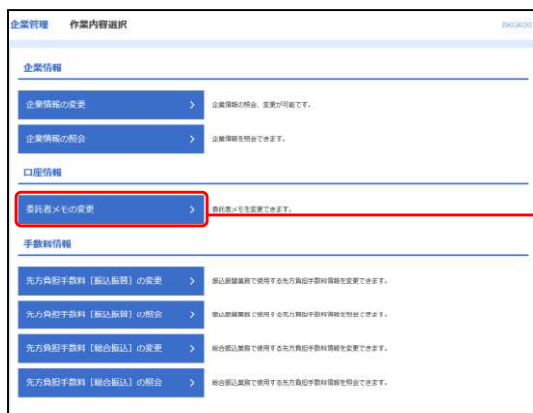 企業管理 作業内容選択 BKGK001
企業情報
企業情報の変更 企業情報の照会、変更が可能です。
企業情報の照会 企業情報を照会できます。
口座情報
委託者メモの変更 委託者メモを変更できます。
手数料情報
先方負担手数料［振込振替］の変更 振込振替業務で使用する先方負担手数料情報を変更できます。
先方負担手数料［振込振替］の照会 振込振替業務で使用する先方負担手数料情報を照会できます。
先方負担手数料［総合振込］の変更 総合振込業務で使用する先方負担手数料情報を変更できます。
先方負担手数料［総合振込］の照会 総合振込業務で使用する先方負担手数料情報を照会できます。